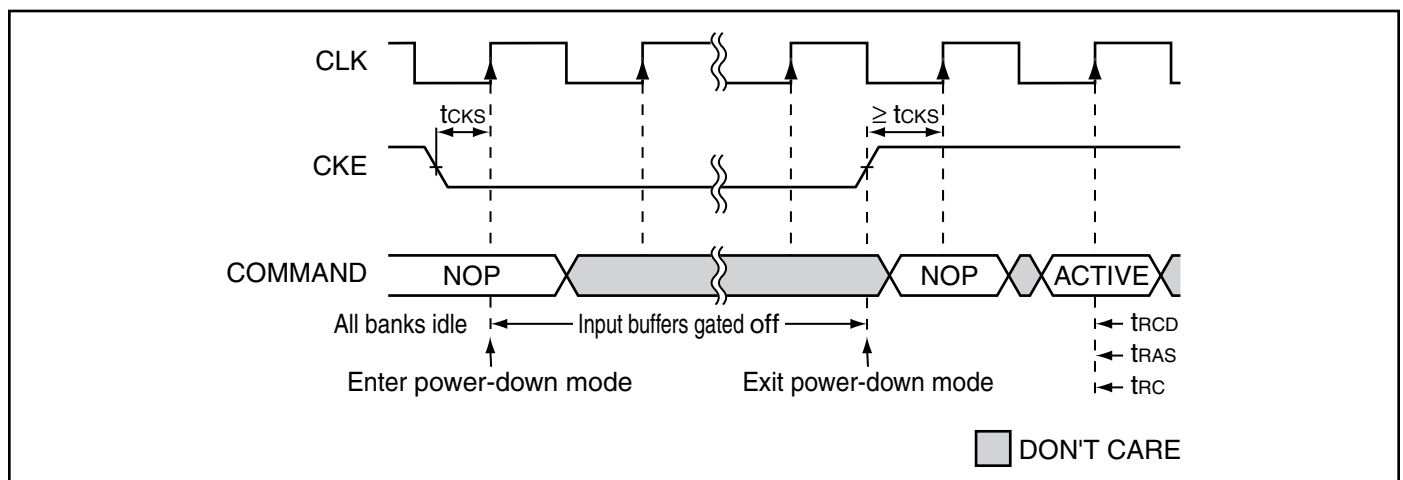 CLK
tCKS
≥ tCKS
CKE
COMMAND
NOP
NOP
ACTIVE
All banks idle
Input buffers gated off
tRCD
tRAS
Enter power-down mode
Exit power-down mode
tRC
DON'T CARE